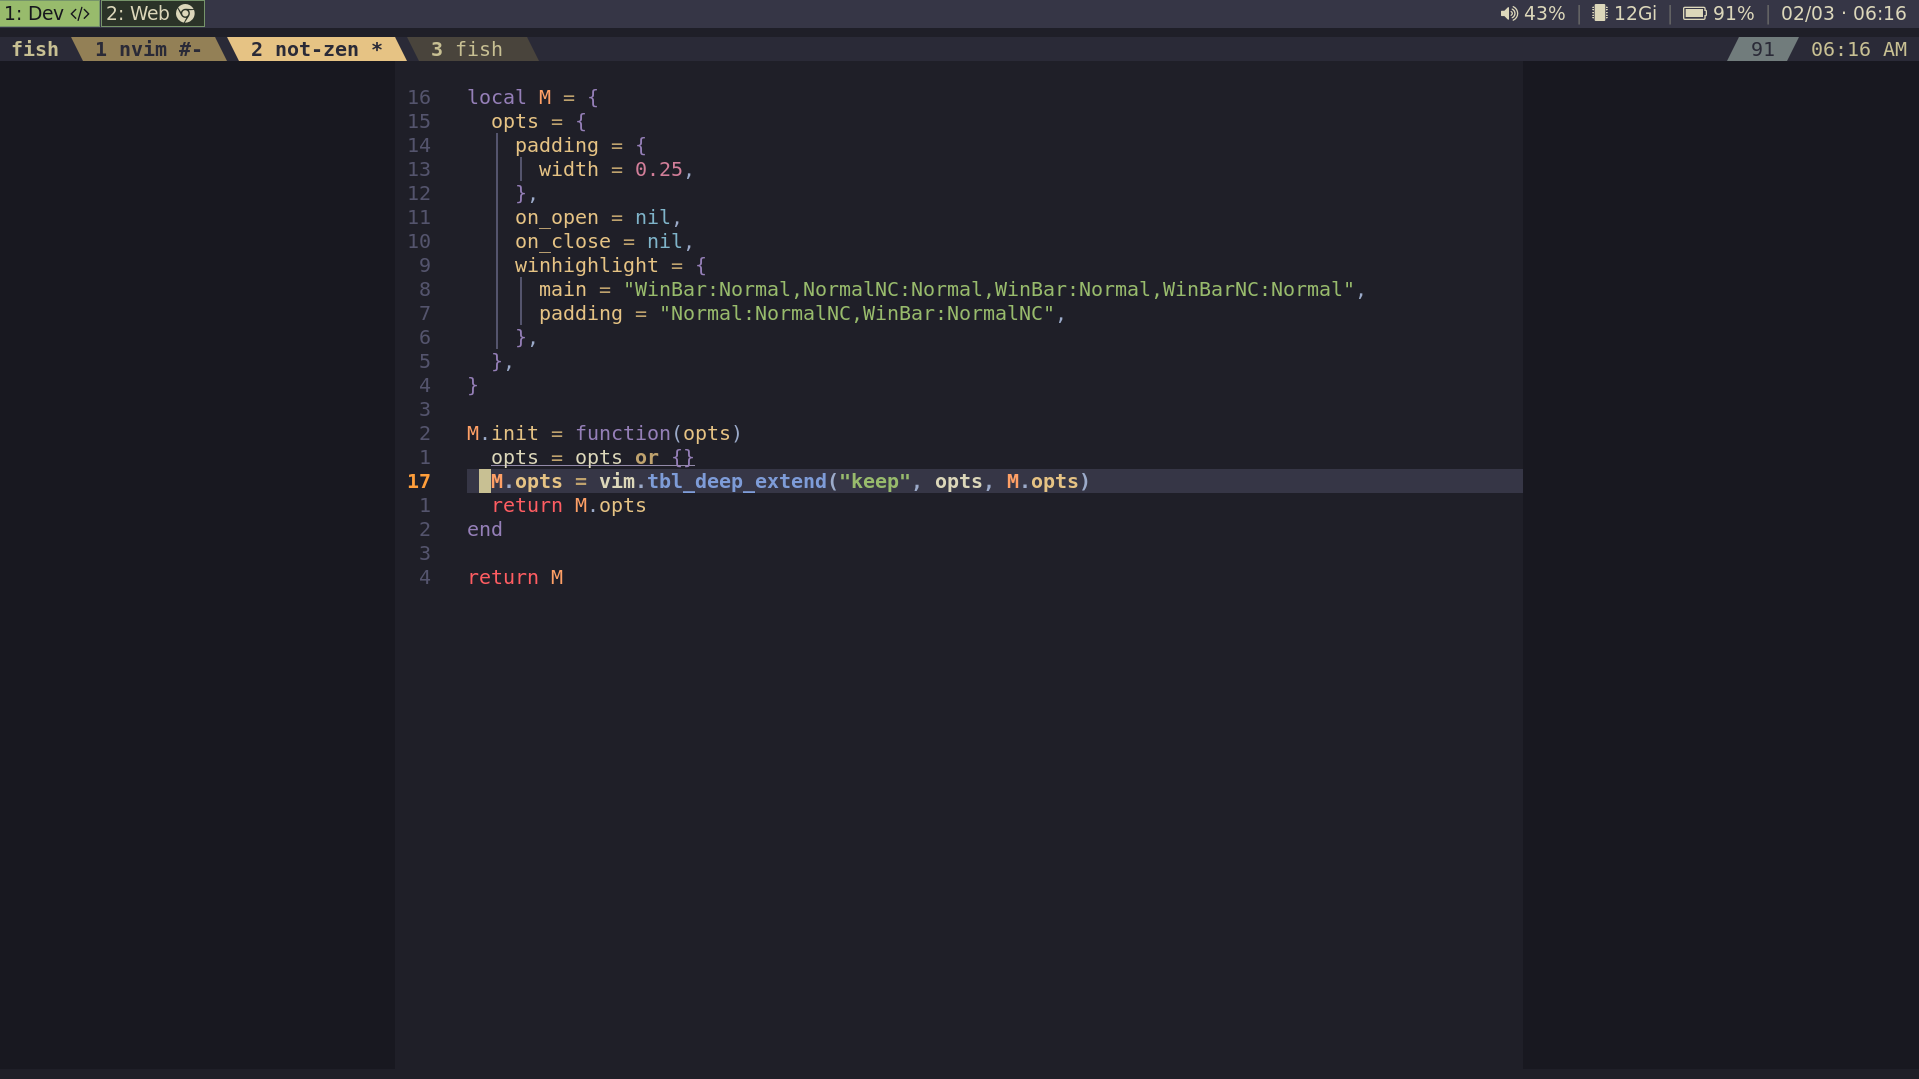 1: Dev </> 2: Web 43% | 12Gi | 91% | 02/03 · 06:16
fish 1 nvim #- 2 not-zen * 3 fish 91 06:16 AM
16 local M = {
15 opts = {
14 padding = {
13 width = 0.25,
12 },
11 on_open = nil,
10 on_close = nil,
9 winhighlight = {
8 main = "WinBar:Normal,NormalNC:Normal,WinBar:Normal,WinBarNC:Normal",
7 padding = "Normal:NormalNC,WinBar:NormalNC",
6 },
5 },
4 }
3
2 M.init = function(opts)
1 opts = opts or {}
17 M.opts = vim.tbl_deep_extend("keep", opts, M.opts)
1 return M.opts
2 end
3
4 return M